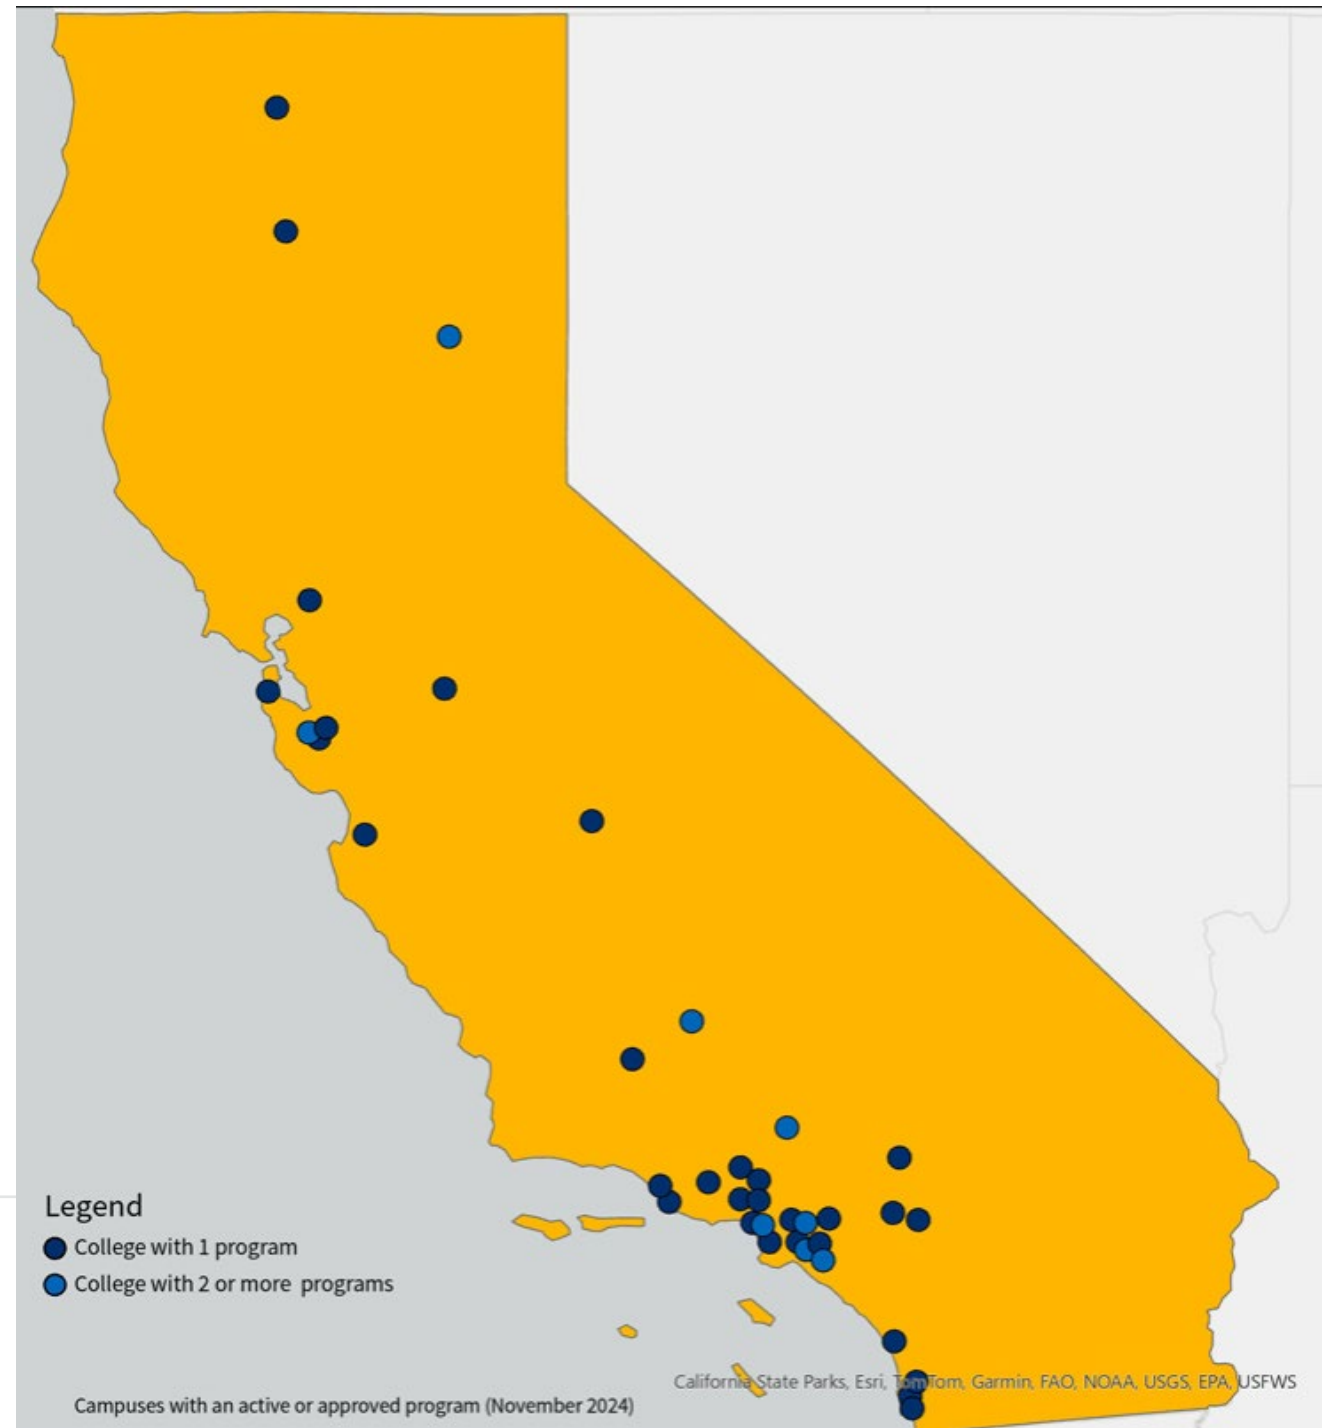 Legend
College with 1 program
College with 2 or more programs
California State Parks, Esri, TomTom, Garmin, FAO, NOAA, USGS, EPA, USFWS
Campuses with an active or approved program (November 2024)